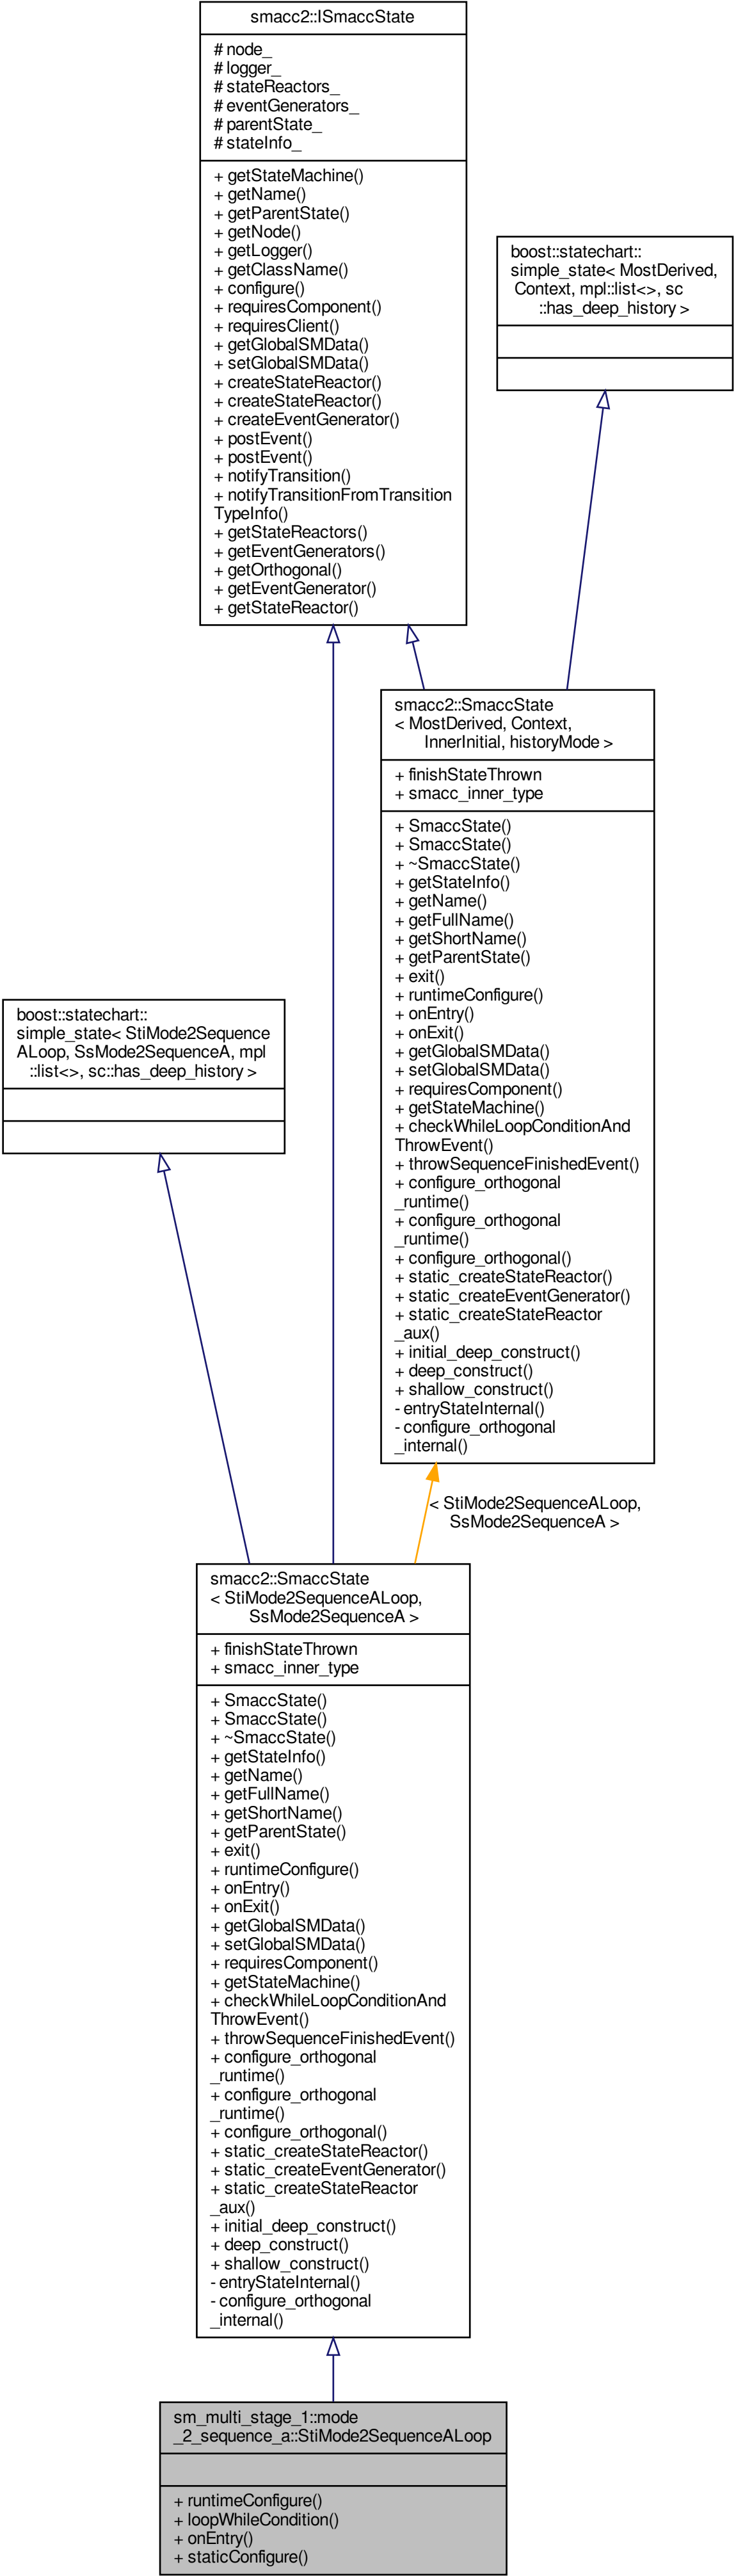 smacc2::ISmaccState
# node_
# logger_
# stateReactors_
# eventGenerators_
# parentState_
# stateInfo_
+ getStateMachine()
+ getName()
+ getParentState()
+ getNode()
+ getLogger()
+ getClassName()
+ configure()
+ requiresComponent()
+ requiresClient()
+ getGlobalSMData()
+ setGlobalSMData()
+ createStateReactor()
+ createStateReactor()
+ createEventGenerator()
+ postEvent()
+ postEvent()
+ notifyTransition()
+ notifyTransitionFromTransition
TypeInfo()
+ getStateReactors()
+ getEventGenerators()
+ getOrthogonal()
+ getEventGenerator()
+ getStateReactor()
boost::statechart::
simple_state< MostDerived,
Context, mpl::list<>, sc
::has_deep_history >
smacc2::SmaccState
< MostDerived, Context,
InnerInitial, historyMode >
+ finishStateThrown
+ smacc_inner_type
+ SmaccState()
+ SmaccState()
+ ~SmaccState()
+ getStateInfo()
+ getName()
+ getFullName()
+ getShortName()
+ getParentState()
+ exit()
+ runtimeConfigure()
+ onEntry()
+ onExit()
+ getGlobalSMData()
+ setGlobalSMData()
+ requiresComponent()
+ getStateMachine()
+ checkWhileLoopConditionAnd
ThrowEvent()
+ throwSequenceFinishedEvent()
+ configure_orthogonal
_runtime()
+ configure_orthogonal
_runtime()
+ configure_orthogonal()
+ static_createStateReactor()
+ static_createEventGenerator()
+ static_createStateReactor
_aux()
+ initial_deep_construct()
+ deep_construct()
+ shallow_construct()
- entryStateInternal()
- configure_orthogonal
_internal()
boost::statechart::
simple_state< StiMode2Sequence
ALoop, SsMode2SequenceA, mpl
::list<>, sc::has_deep_history >
< StiMode2SequenceALoop,
SsMode2SequenceA >
smacc2::SmaccState
< StiMode2SequenceALoop,
SsMode2SequenceA >
+ finishStateThrown
+ smacc_inner_type
+ SmaccState()
+ SmaccState()
+ ~SmaccState()
+ getStateInfo()
+ getName()
+ getFullName()
+ getShortName()
+ getParentState()
+ exit()
+ runtimeConfigure()
+ onEntry()
+ onExit()
+ getGlobalSMData()
+ setGlobalSMData()
+ requiresComponent()
+ getStateMachine()
+ checkWhileLoopConditionAnd
ThrowEvent()
+ throwSequenceFinishedEvent()
+ configure_orthogonal
_runtime()
+ configure_orthogonal
_runtime()
+ configure_orthogonal()
+ static_createStateReactor()
+ static_createEventGenerator()
+ static_createStateReactor
_aux()
+ initial_deep_construct()
+ deep_construct()
+ shallow_construct()
- entryStateInternal()
- configure_orthogonal
_internal()
sm_multi_stage_1::mode
_2_sequence_a::StiMode2SequenceALoop
+ runtimeConfigure()
+ loopWhileCondition()
+ onEntry()
+ staticConfigure()